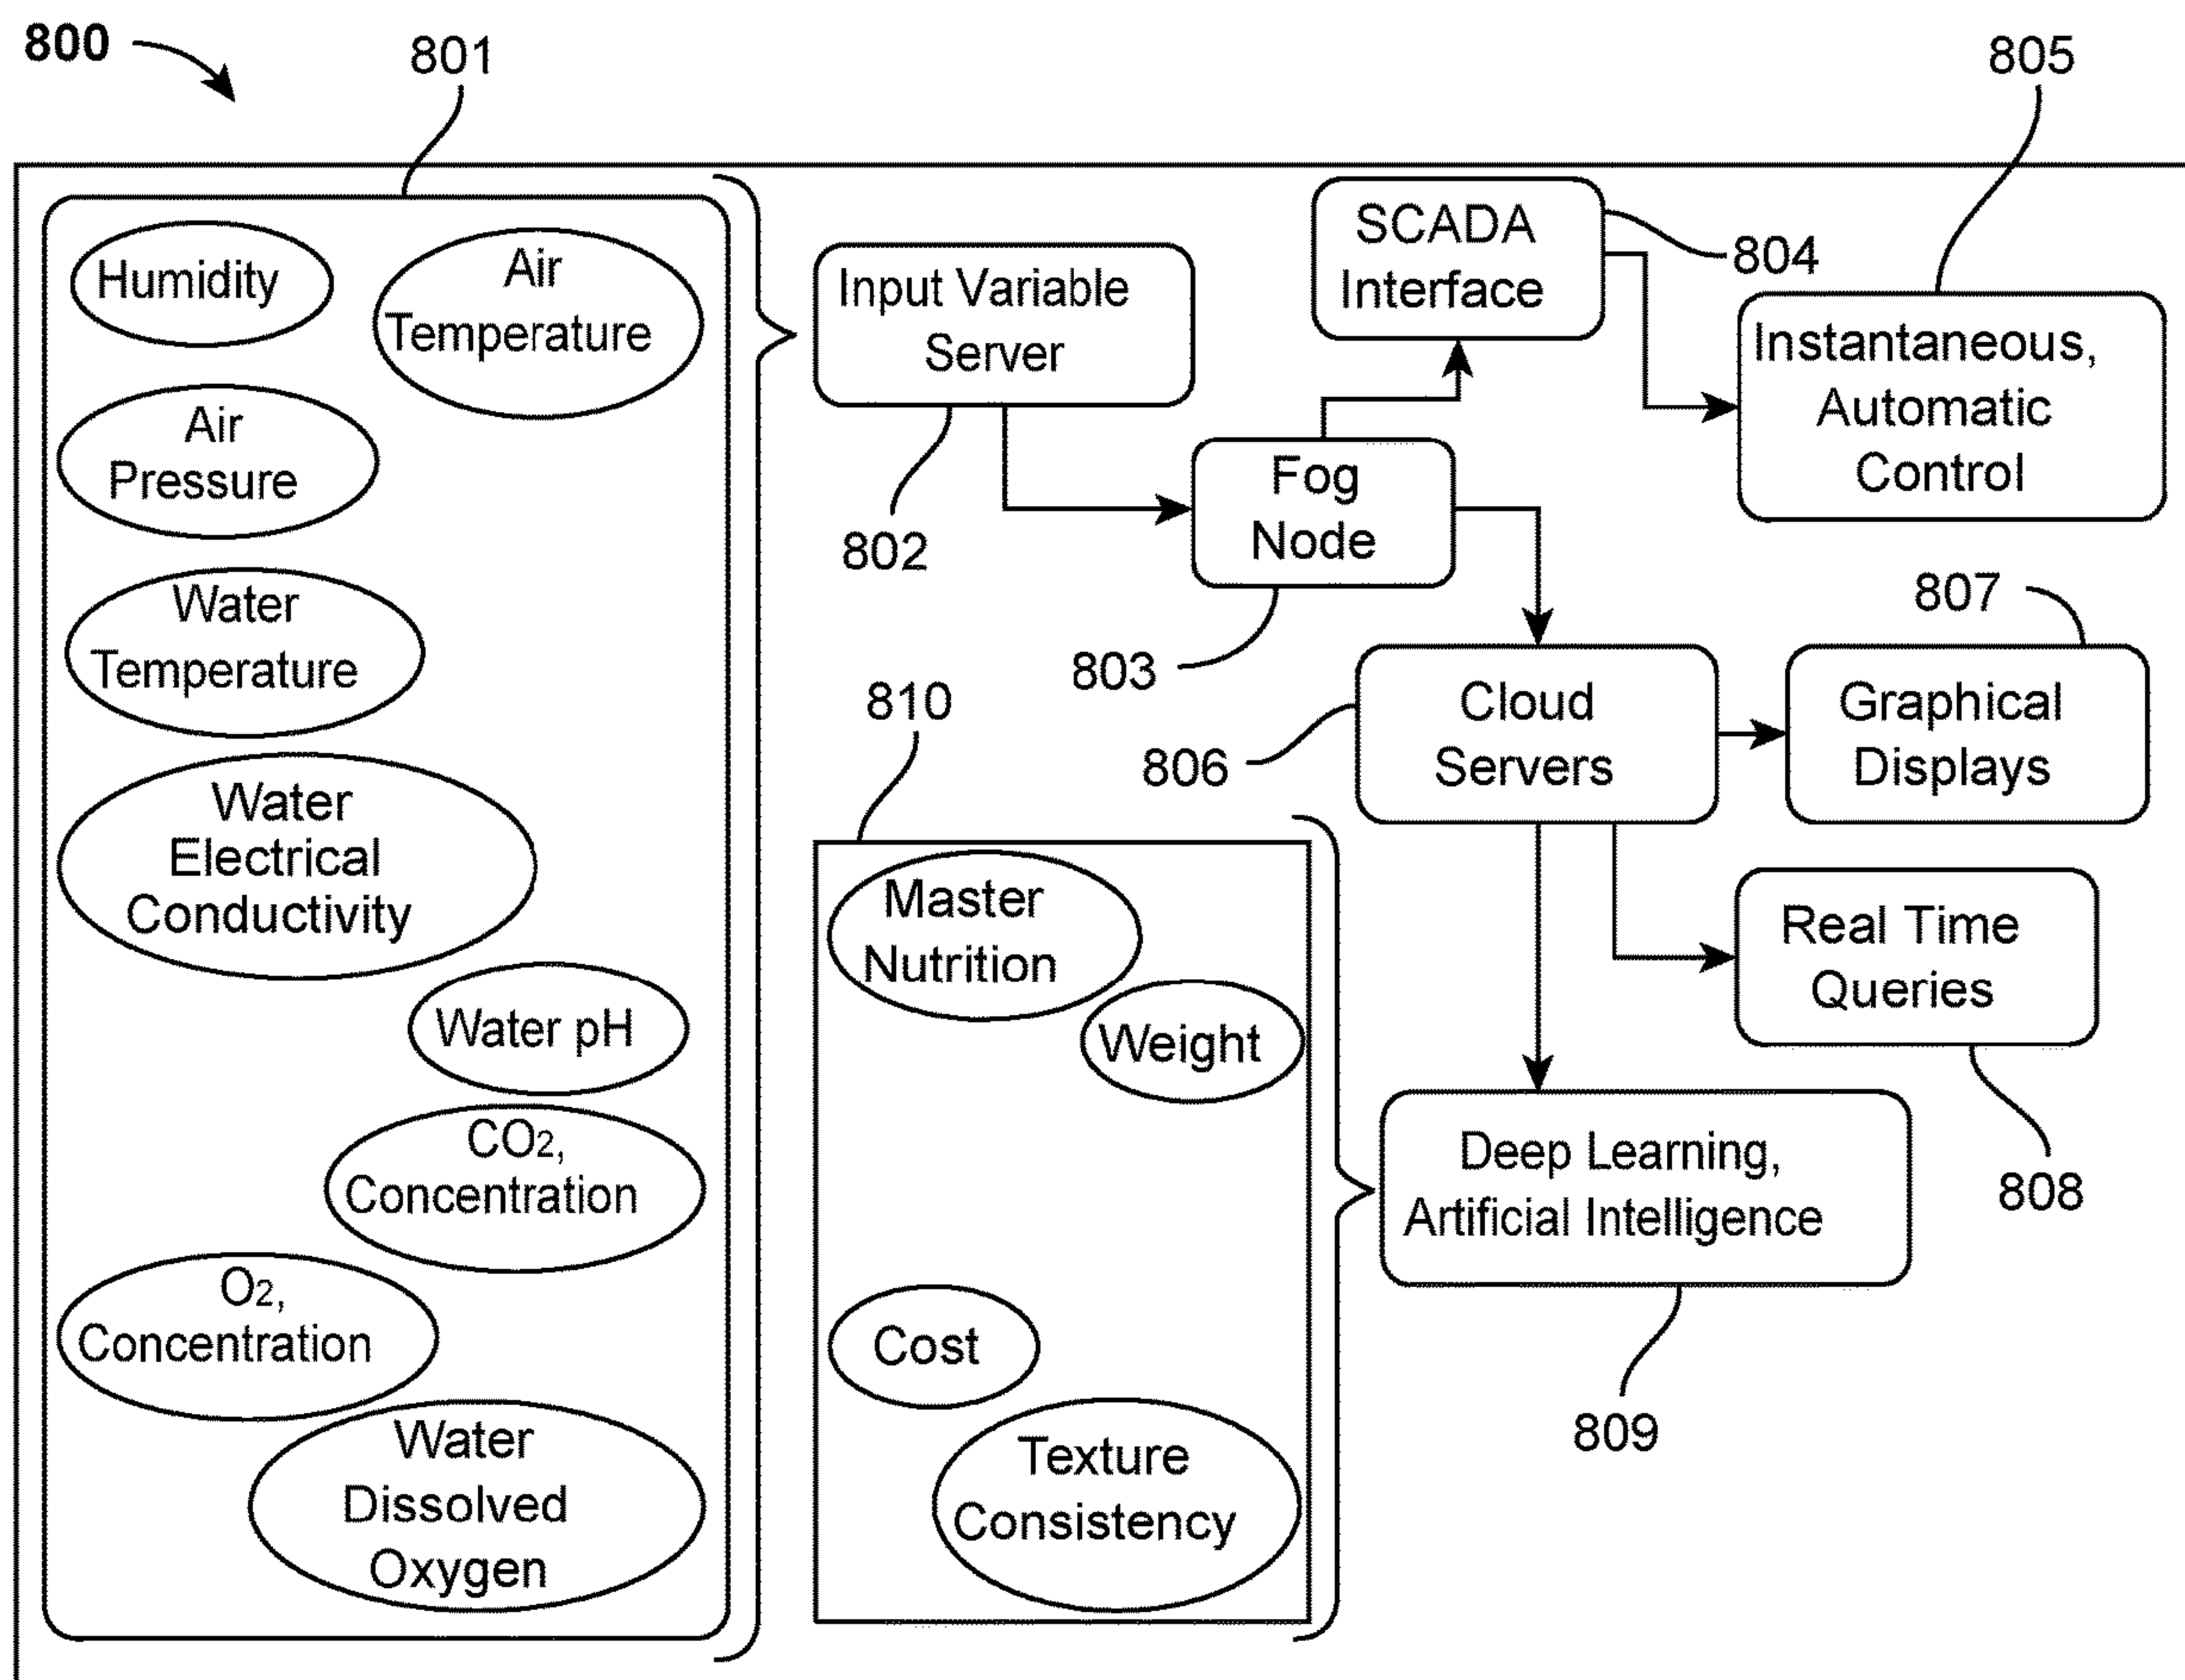 800
801
805
Humidity
Air
Temperature
Air
Pressure
Water
Temperature
Water
Electrical
Conductivity
Water pH
CO2,
Concentration
O2,
Concentration
Water
Dissolved
Oxygen
Input Variable
Server
802
SCADA
Interface
804
Instantaneous,
Automatic
Control
Fog
Node
803
807
810
806
Cloud
Servers
Graphical
Displays
Master
Nutrition
Weight
Cost
Texture
Consistency
Real Time
Queries
808
Deep Learning,
Artificial Intelligence
809